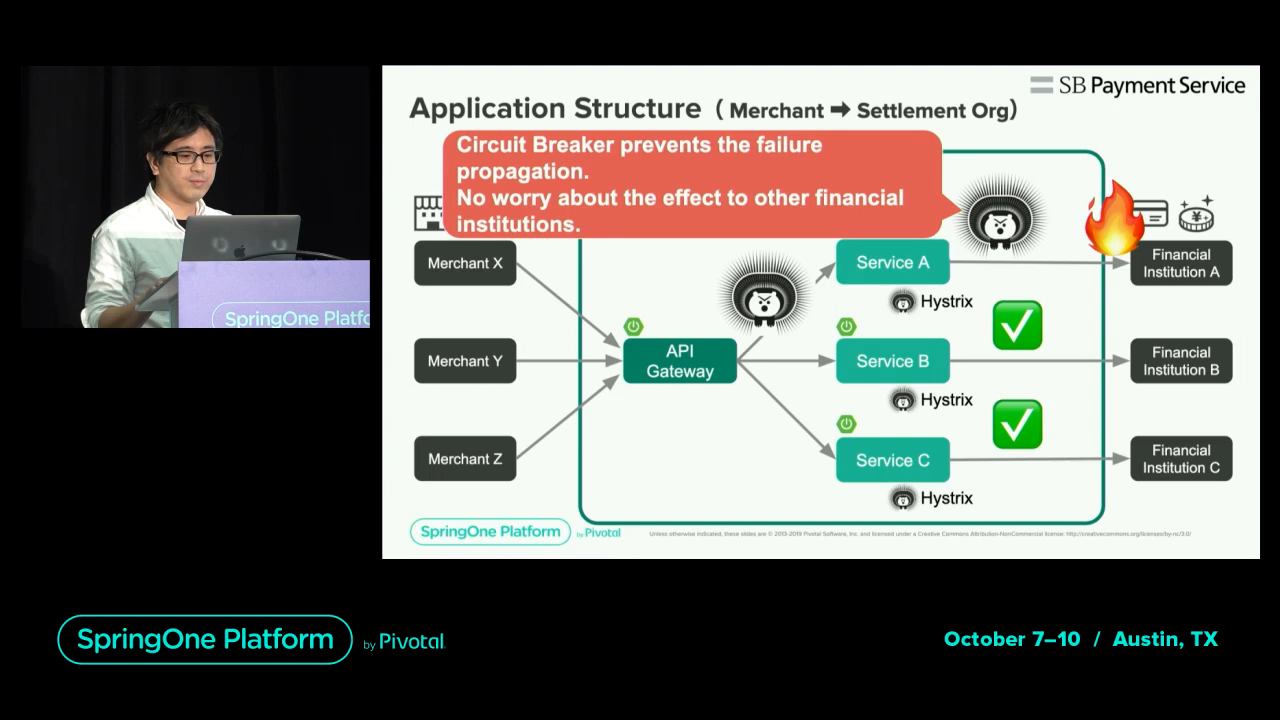 SB Payment Service
Application Structure ( Merchant ➡ Settlement Org)
Circuit Breaker prevents the failure
propagation.
No worry about the effect to other financial
institutions.
Merchant X
Service A
Financial
Institution A
Hystrix
Merchant Y
API
Gateway
Service B
Financial
Institution B
Hystrix
Merchant Z
Service C
Financial
Institution C
Hystrix
SpringOne Platform by Pivotal
Unless otherwise indicated, these slides are © 2013-2019 Pivotal Software, Inc. and licensed under a Creative Commons Attribution-NonCommercial license: http://creativecommons.org/licenses/by-nc/3.0/
SpringOne Platfo
SpringOne Platform by Pivotal
October 7–10 / Austin, TX